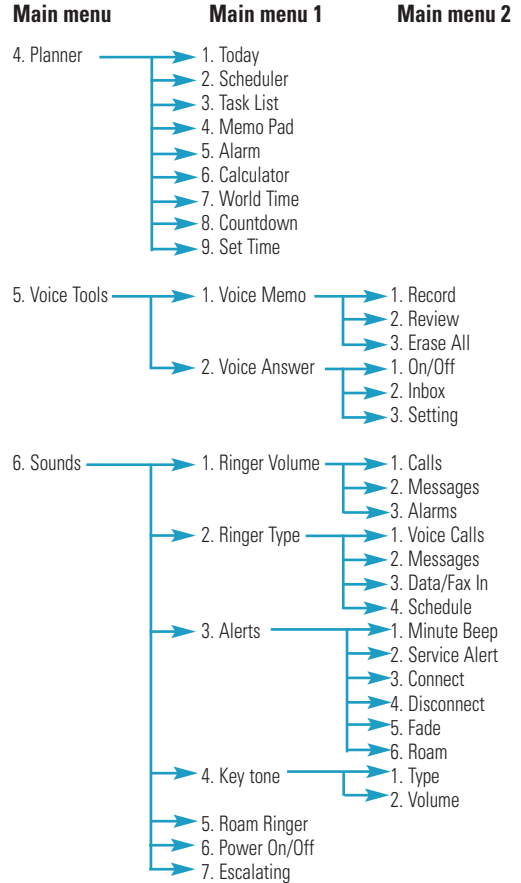 Main menu Main menu 1 Main menu 2
4. Planner 1. Today
2. Scheduler
3. Task List
4. Memo Pad
5. Alarm
6. Calculator
7. World Time
8. Countdown
9. Set Time
5. Voice Tools 1. Voice Memo 1. Record
2. Review
3. Erase All
2. Voice Answer 1. On/Off
2. Inbox
3. Setting
6. Sounds 1. Ringer Volume 1. Calls
2. Messages
3. Alarms
2. Ringer Type 1. Voice Calls
2. Messages
3. Data/Fax In
4. Schedule
3. Alerts 1. Minute Beep
2. Service Alert
3. Connect
4. Disconnect
5. Fade
6. Roam
4. Key tone 1. Type
2. Volume
5. Roam Ringer
6. Power On/Off
7. Escalating